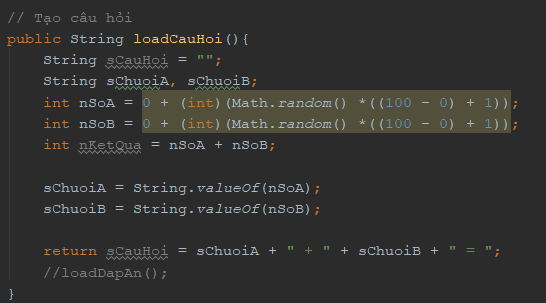 // Tạo câu hỏi
public String loadCauHoi(){
String sCauHoi = "";
String sChuoiA, sChuoiB;
int nSoA = 0 + (int)(Math.random() *((100 - 0) + 1));
int nSoB = 0 + (int)(Math.random() *((100 - 0) + 1));
int nKetQua = nSoA + nSoB;
sChuoiA = String.valueOf(nSoA);
sChuoiB = String.valueOf(nSoB);
return sCauHoi = sChuoiA + " + " + sChuoiB + " = ";
//loadDapAn();
}